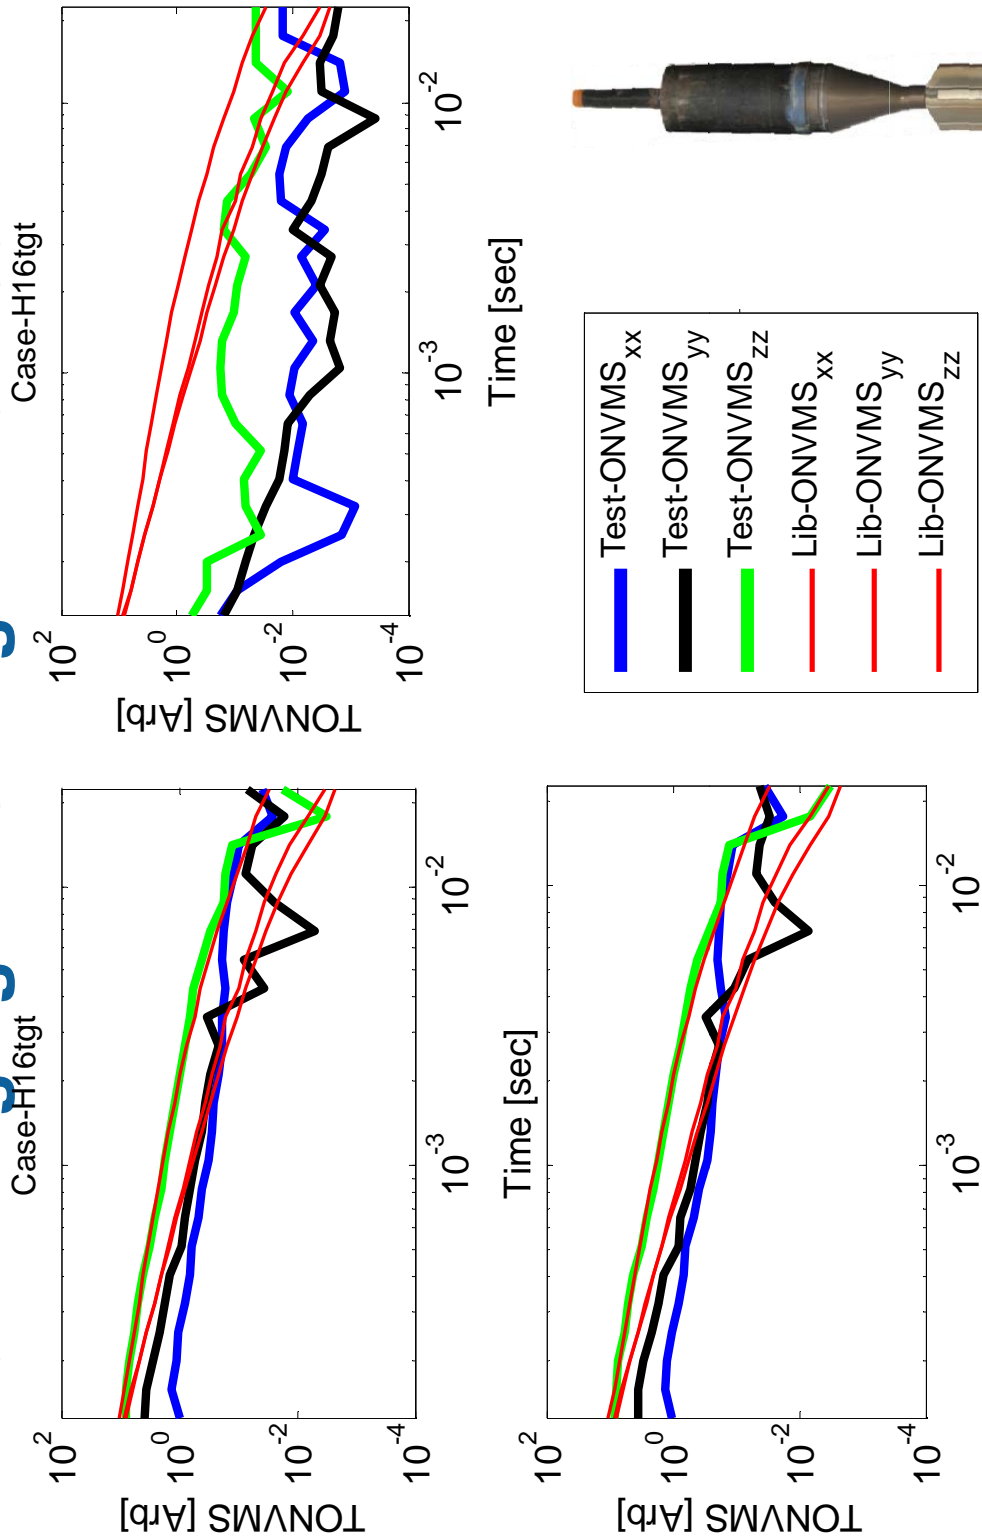 Case-H16tgt
10^2
10^0
10^-2
10^-4
TONVMS [Arb]
10^-3
10^-2
Case-H16tgt
10^2
10^0
10^-2
10^-4
TONVMS [Arb]
10^-3
10^-2
Time [sec]
Time [sec]
10^2
10^0
10^-2
10^-4
TONVMS [Arb]
10^-3
10^-2
Test-ONVMS_xx
Test-ONVMS_yy
Test-ONVMS_zz
Lib-ONVMS_xx
Lib-ONVMS_yy
Lib-ONVMS_zz